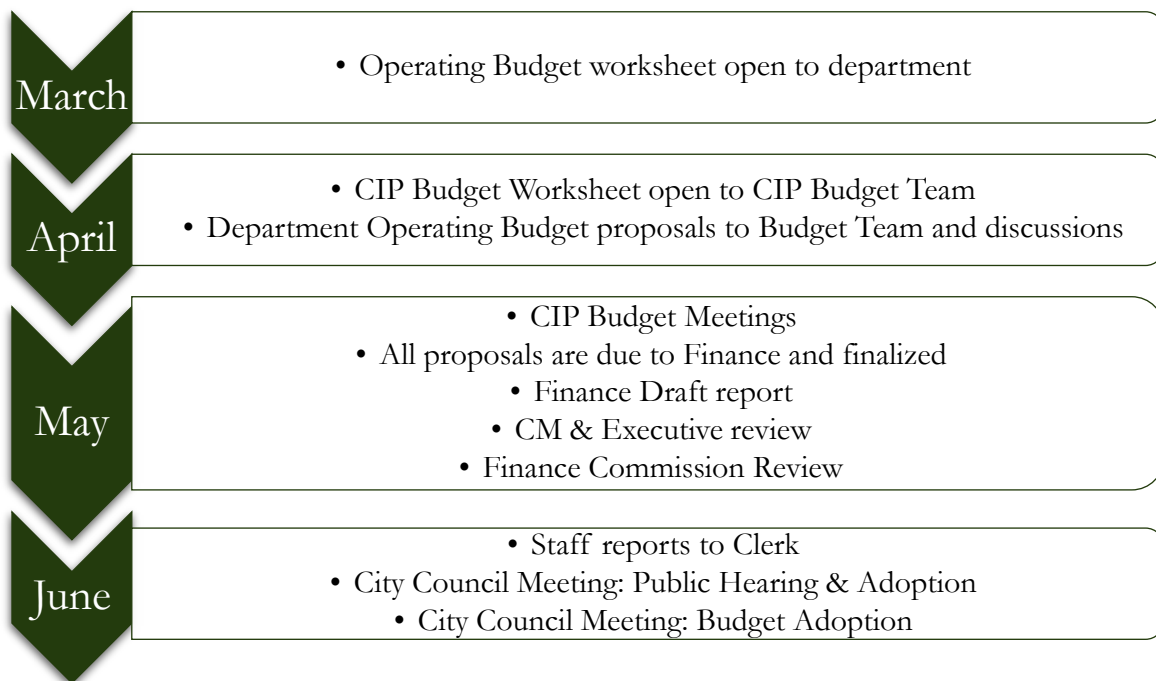 March
• Operating Budget worksheet open to department
April
• CIP Budget Worksheet open to CIP Budget Team
• Department Operating Budget proposals to Budget Team and discussions
May
• CIP Budget Meetings
• All proposals are due to Finance and finalized
• Finance Draft report
• CM & Executive review
• Finance Commission Review
June
• Staff reports to Clerk
• City Council Meeting: Public Hearing & Adoption
• City Council Meeting: Budget Adoption